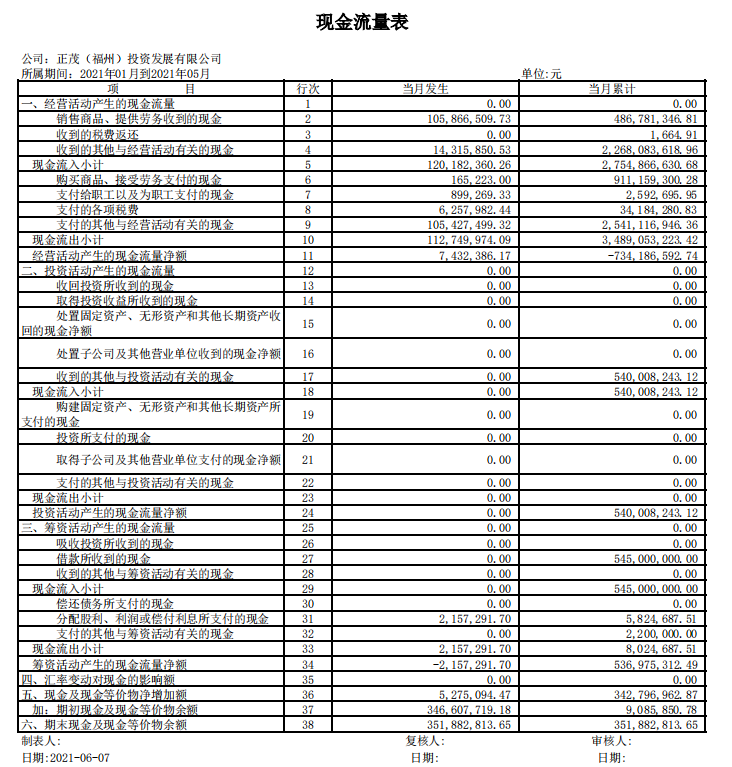 现金流量表
公司：正茂（福州）投资发展有限公司
所属期间：2021年01月到2021年05月 单位:元
项 目 行次 当月发生 当月累计
一、经营活动产生的现金流量 1 0.00 0.00
销售商品、提供劳务收到的现金 2 105,866,509.73 486,781,346.81
收到的税费返还 3 0.00 1,664.91
收到的其他与经营活动有关的现金 4 14,315,850.53 2,268,083,618.96
现金流入小计 5 120,182,360.26 2,754,866,630.68
购买商品、接受劳务支付的现金 6 165,223.00 911,159,300.28
支付给职工以及为职工支付的现金 7 899,269.33 2,592,695.95
支付的各项税费 8 6,257,982.44 34,184,280.83
支付的其他与经营活动有关的现金 9 105,427,499.32 2,541,116,946.36
现金流出小计 10 112,749,974.09 3,489,053,223.42
经营活动产生的现金流量净额 11 7,432,386.17 -734,186,592.74
二、投资活动产生的现金流量 12 0.00 0.00
收回投资所收到的现金 13 0.00 0.00
取得投资收益所收到的现金 14 0.00 0.00
处置固定资产、无形资产和其他长期资产收
回的现金净额 15 0.00 0.00
处置子公司及其他营业单位收到的现金净额 16 0.00 0.00
收到的其他与投资活动有关的现金 17 0.00 540,008,243.12
现金流入小计 18 0.00 540,008,243.12
购建固定资产、无形资产和其他长期资产所
支付的现金 19 0.00 0.00
投资所支付的现金 20 0.00 0.00
取得子公司及其他营业单位支付的现金净额 21 0.00 0.00
支付的其他与投资活动有关的现金 22 0.00 0.00
现金流出小计 23 0.00 0.00
投资活动产生的现金流量净额 24 0.00 540,008,243.12
三、筹资活动产生的现金流量 25 0.00 0.00
吸收投资所收到的现金 26 0.00 0.00
借款所收到的现金 27 0.00 545,000,000.00
收到的其他与筹资活动有关的现金 28 0.00 0.00
现金流入小计 29 0.00 545,000,000.00
偿还债务所支付的现金 30 0.00 0.00
分配股利、利润或偿付利息所支付的现金 31 2,157,291.70 5,824,687.51
支付的其他与筹资活动有关的现金 32 0.00 2,200,000.00
现金流出小计 33 2,157,291.70 8,024,687.51
筹资活动产生的现金流量净额 34 -2,157,291.70 536,975,312.49
四、汇率变动对现金的影响额 35 0.00 0.00
五、现金及现金等价物净增加额 36 5,275,094.47 342,796,962.87
加：期初现金及现金等价物余额 37 346,607,719.18 9,085,850.78
六、期末现金及现金等价物余额 38 351,882,813.65 351,882,813.65
制表人: 复核人: 审核人:
日期:2021-06-07 日期: 日期: